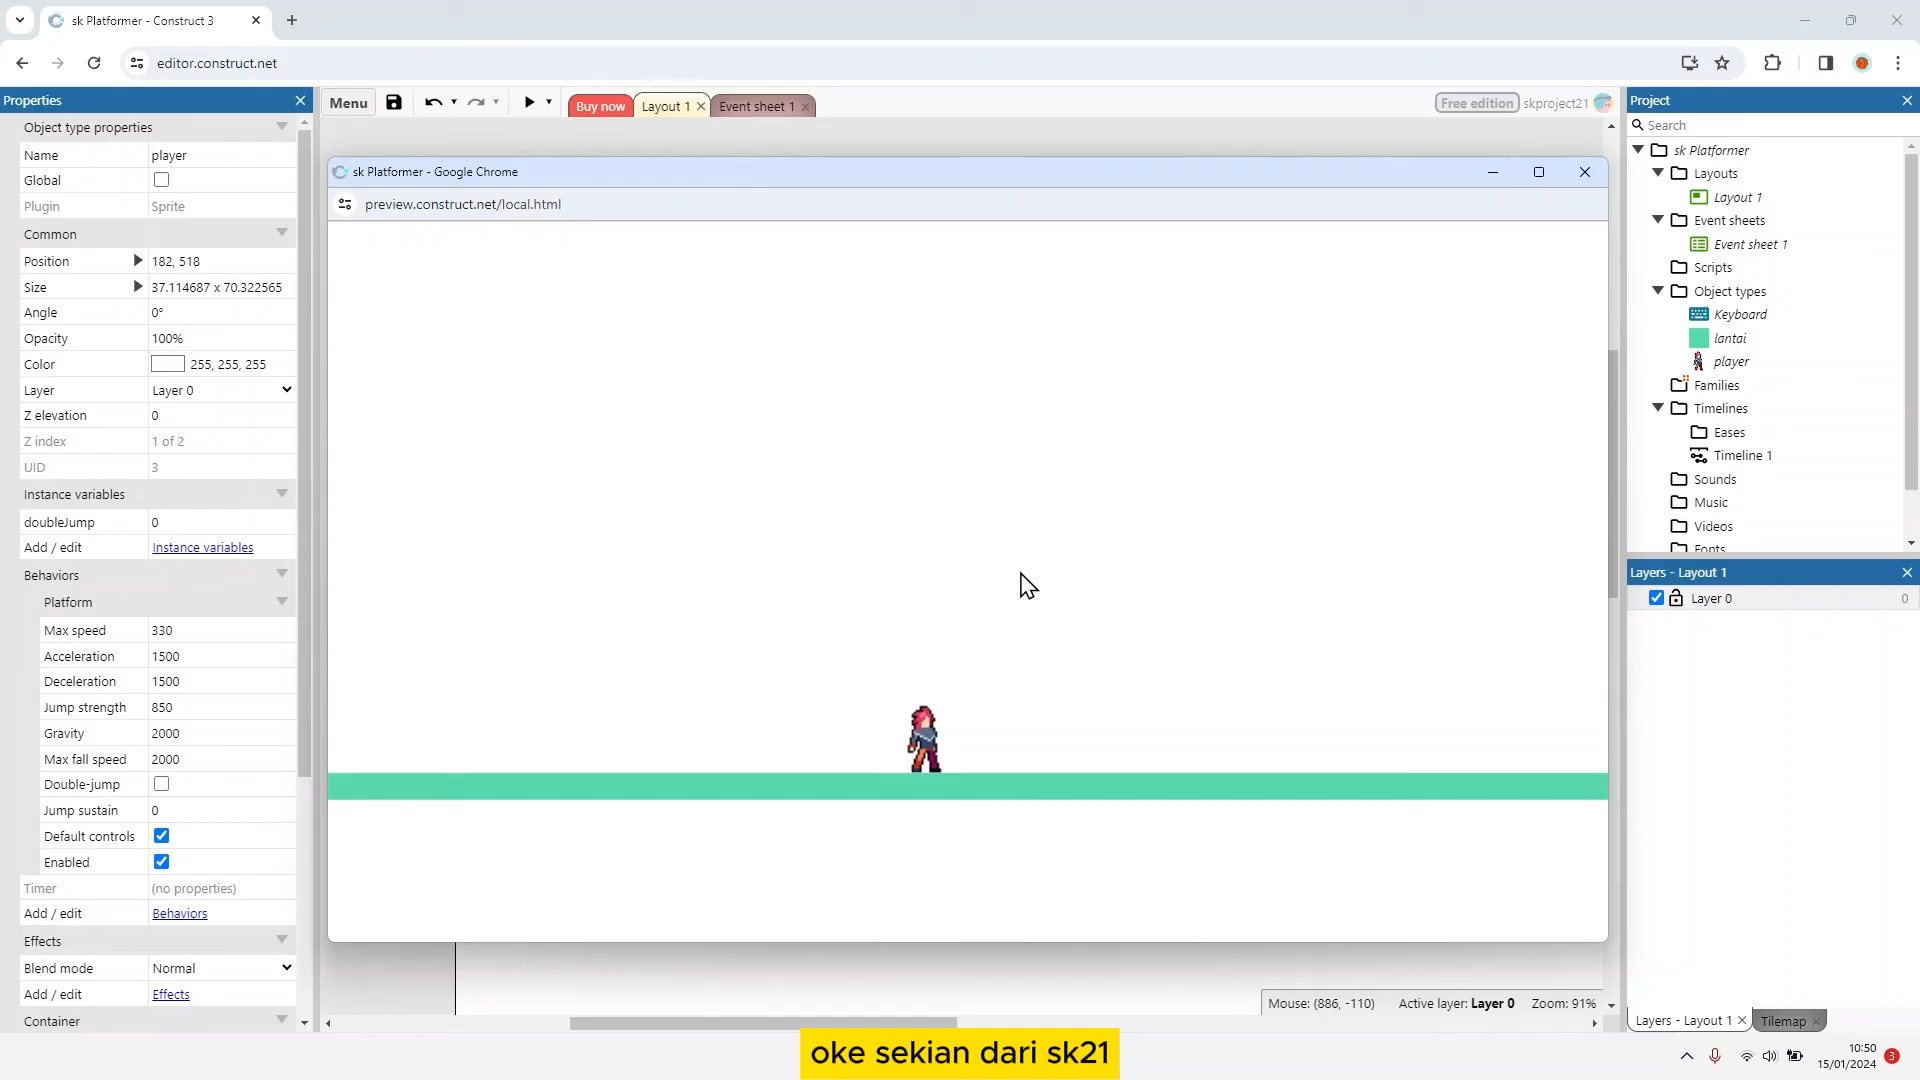 sk Platformer - Construct 3
editor.construct.net
Properties
Object type properties
Name player
Global
Plugin Sprite
Common
Position 182, 518
Size 37.114687 x 70.322565
Angle 0°
Opacity 100%
Color 255, 255, 255
Layer Layer 0
Z elevation 0
Z index 1 of 2
UID 3
Instance variables
doubleJump 0
Add / edit Instance variables
Behaviors
Platform
Max speed 330
Acceleration 1500
Deceleration 1500
Jump strength 850
Gravity 2000
Max fall speed 2000
Double-jump
Jump sustain 0
Default controls
Enabled
Timer (no properties)
Add / edit Behaviors
Effects
Blend mode Normal
Add / edit Effects
Container
Menu
Buy now Layout 1 Event sheet 1
Free edition skproject21
sk Platformer - Google Chrome
preview.construct.net/local.html
Mouse: (886, -110) Active layer: Layer 0 Zoom: 91%
Project
Search
sk Platformer
Layouts
Layout 1
Event sheets
Event sheet 1
Scripts
Object types
Keyboard
lantai
player
Families
Timelines
Eases
Timeline 1
Sounds
Music
Videos
Fonts
Layers - Layout 1
Layer 0 0
Layers - Layout 1 Tilemap
oke sekian dari sk21
10:50
15/01/2024
3